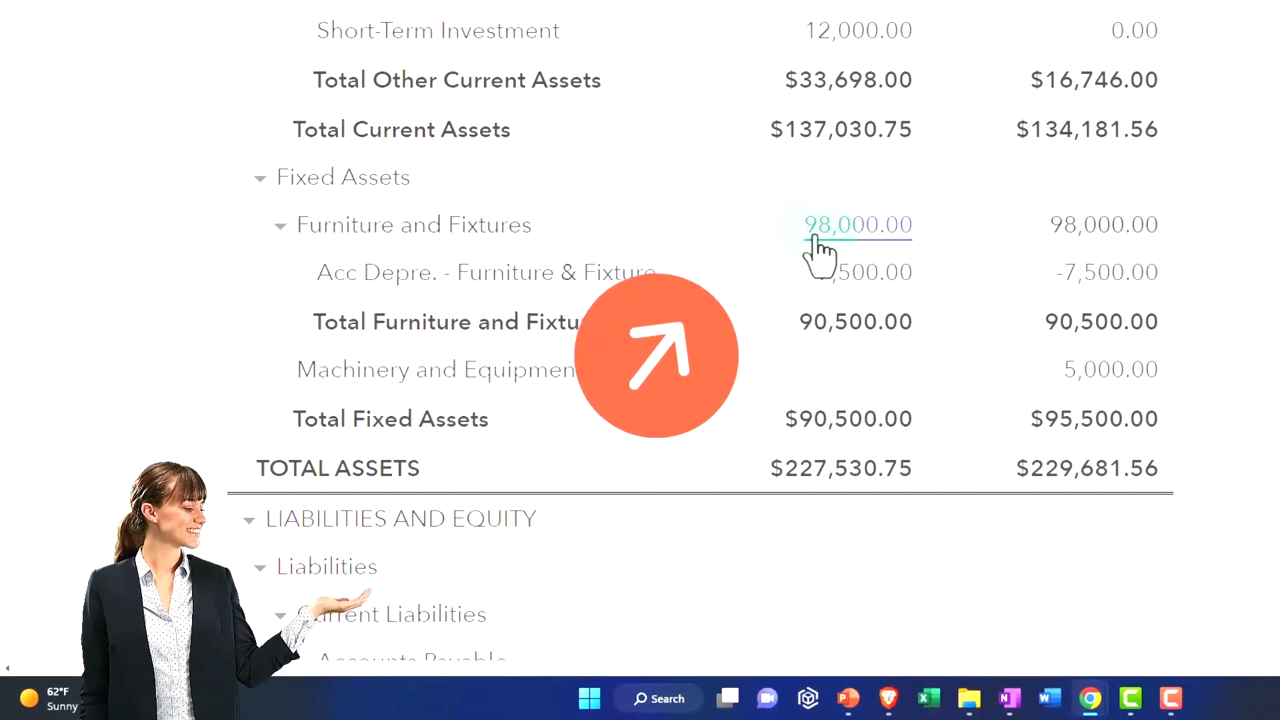 Short-Term Investment 12,000.00 0.00
Total Other Current Assets $33,698.00 $16,746.00
Total Current Assets $137,030.75 $134,181.56
Fixed Assets
Furniture and Fixtures 98,000.00 98,000.00
Acc Depre. - Furniture & Fixture ,500.00 -7,500.00
Total Furniture and Fixtu 90,500.00 90,500.00
Machinery and Equipmen 5,000.00
Total Fixed Assets $90,500.00 $95,500.00
TOTAL ASSETS $227,530.75 $229,681.56
LIABILITIES AND EQUITY
Liabilities
Current Liabilities
Accounts Payable
62°F
Sunny
Search